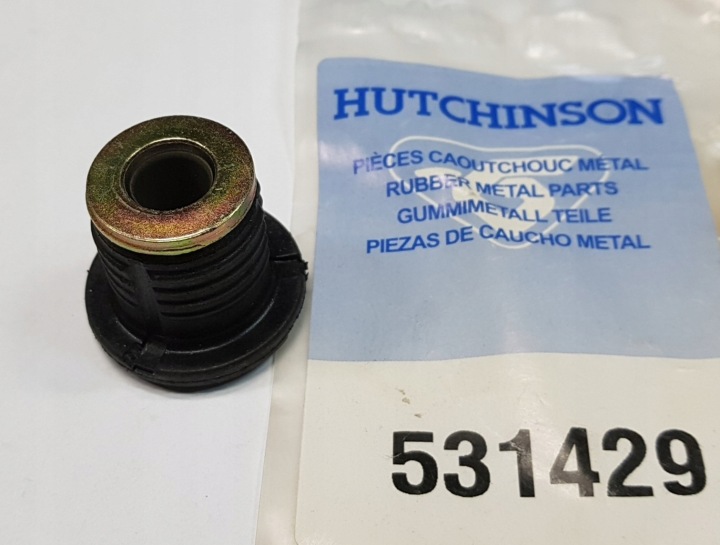 HUTCHINSON
PIÈCES CAOUTCHOUC METAL
RUBBER METAL PARTS
GUMMIMETALL TEILE
PIEZAS DE CAUCHO METAL
531429